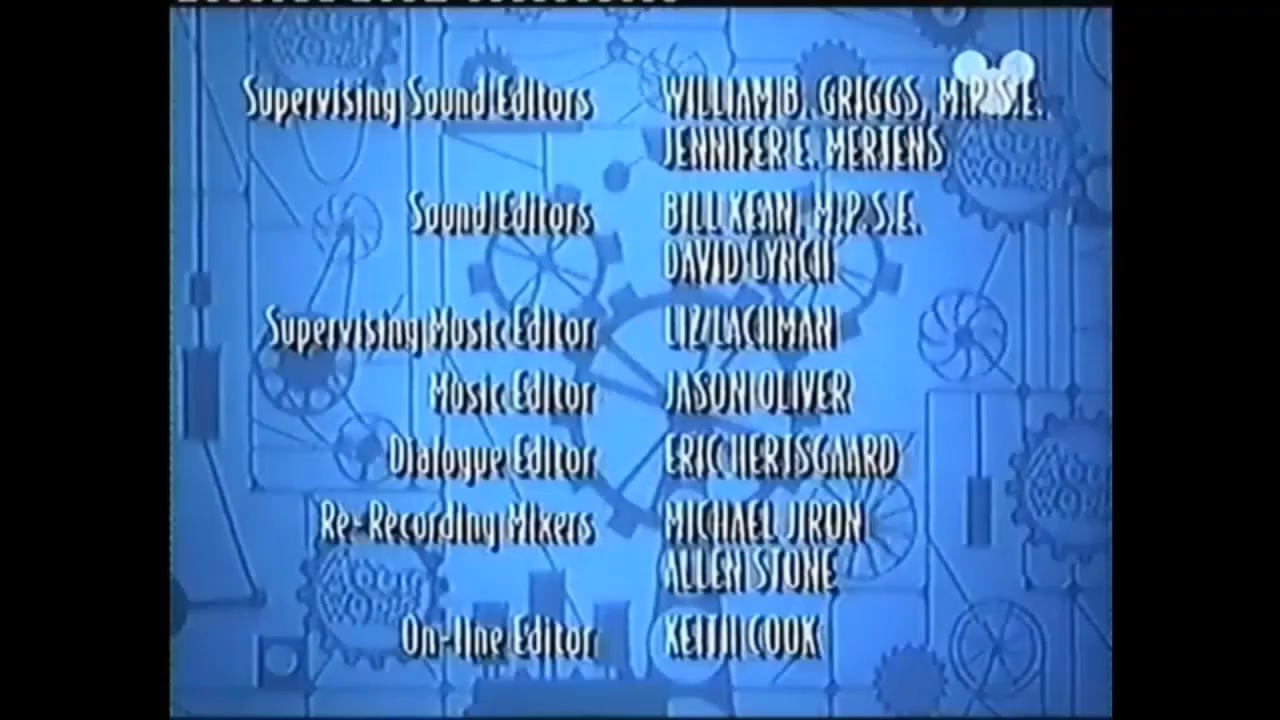 Supervising Sound Editors WILLIAM B. GRIGGS, M.P.S.E.
JENNIFER E. MERTENS
Sound Editors BILL KEAN, M.P.S.E.
DAVID LYNCH
Supervising Music Editor LIZ LACHMAN
Music Editor JASON OLIVER
Dialogue Editor ERIC HERTSGAARD
Re-Recording Mixers MICHAEL JIRON
ALLEN STONE
On-line Editor KEITH COOK